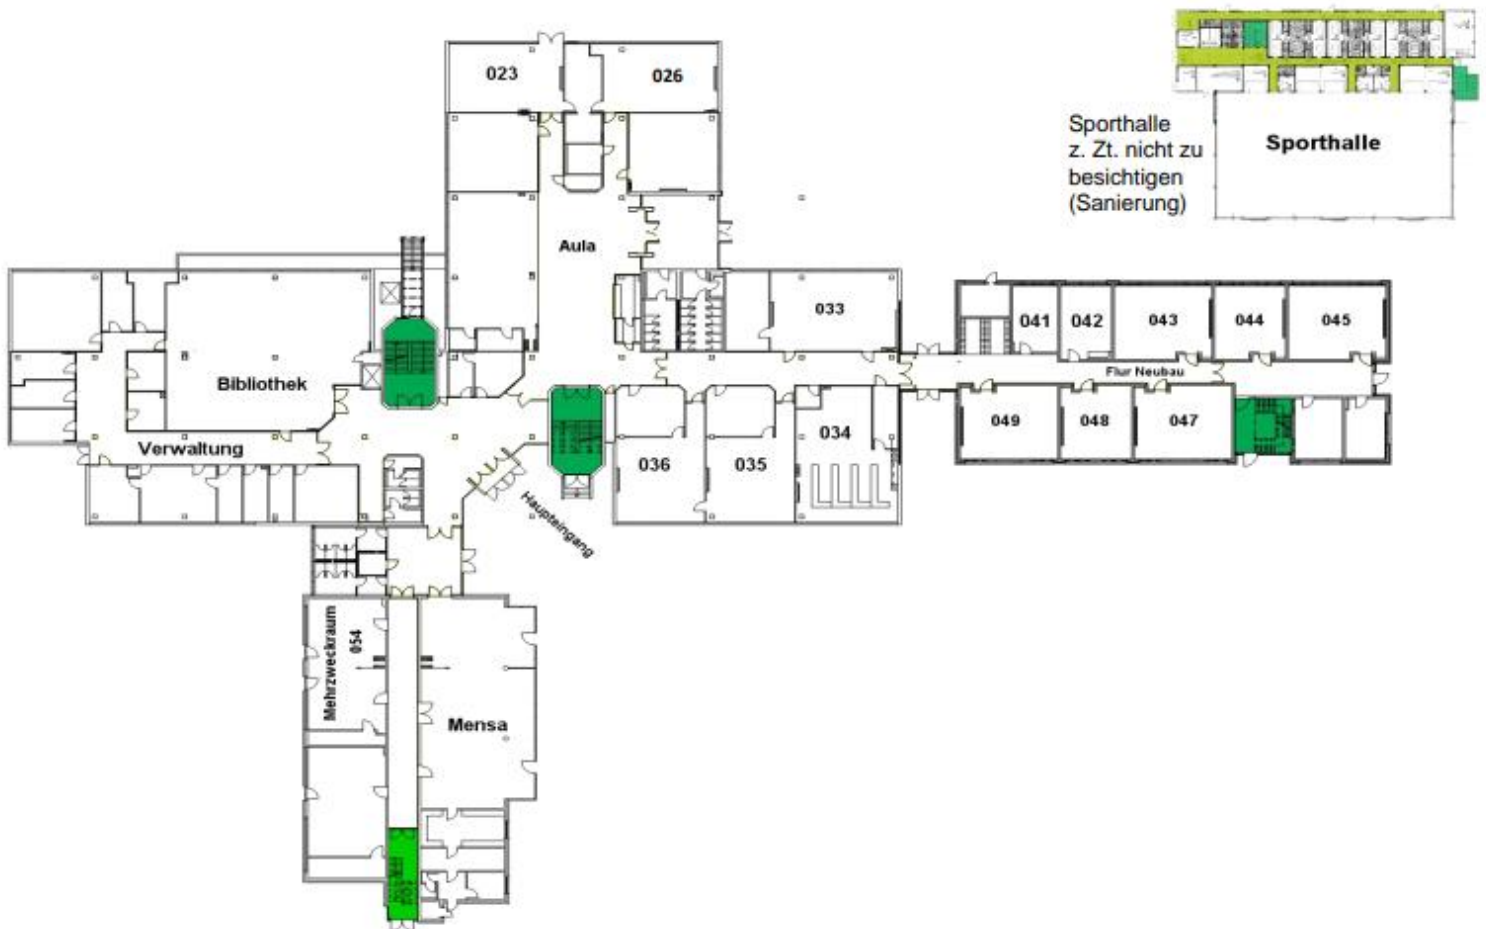 023
026
Sporthalle
z. Zt. nicht zu
besichtigen
(Sanierung)
Sporthalle
Aula
033
041
042
043
044
045
Bibliothek
Flur Neubau
Verwaltung
036
035
034
049
048
047
Haupteingang
Mehrzweckraum
054
Mensa